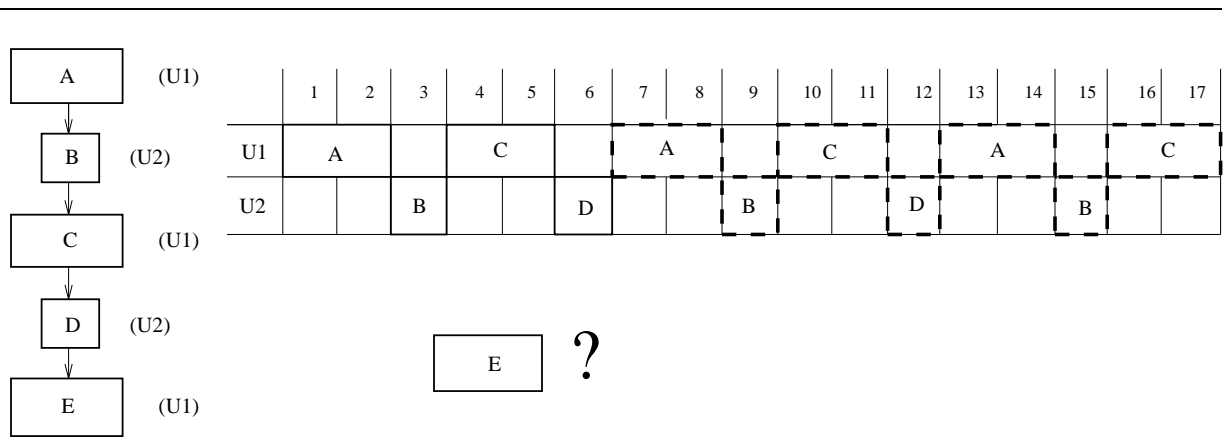 A (U1)
B (U2)
C (U1)
D (U2)
E (U1)
1 2 3 4 5 6 7 8 9 10 11 12 13 14 15 16 17
U1 A C A C A C
U2 B D B D B
E ?